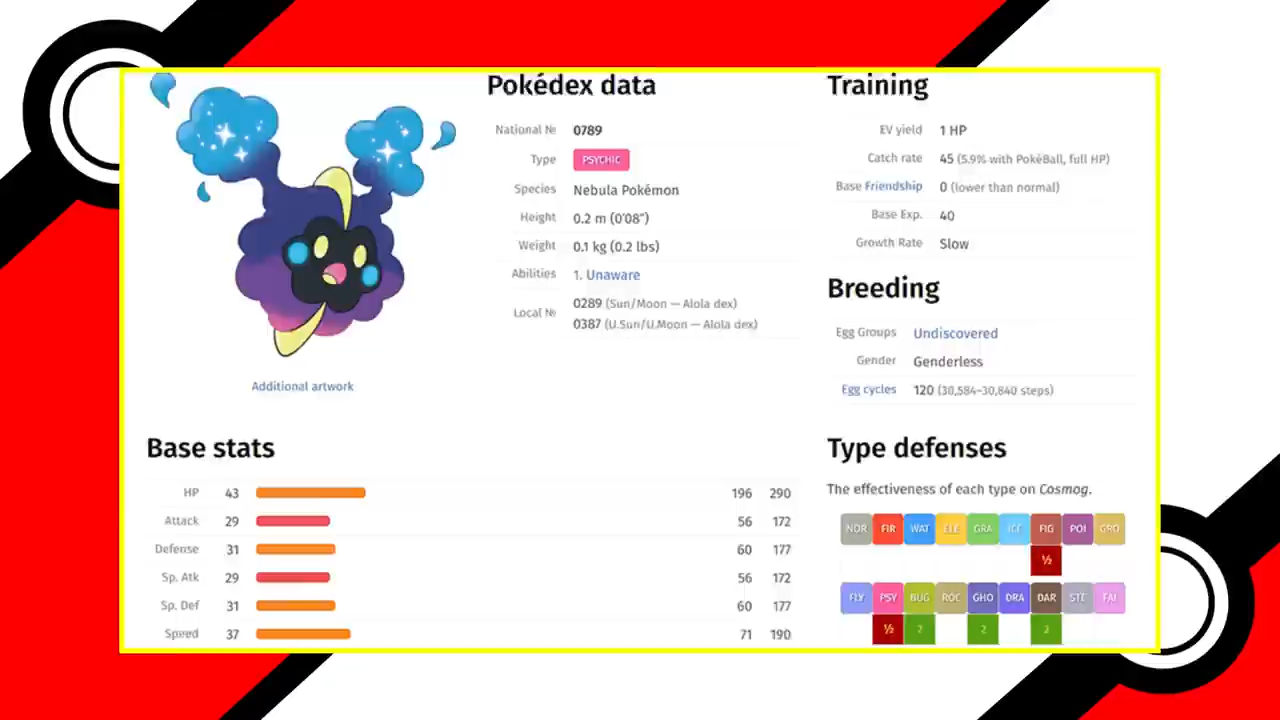 Pokédex data
National № 0789
Type PSYCHIC
Species Nebula Pokémon
Height 0.2 m (0′08″)
Weight 0.1 kg (0.2 lbs)
Abilities 1. Unaware
Local № 0289 (Sun/Moon — Alola dex)
0387 (U.Sun/U.Moon — Alola dex)
Additional artwork
Training
EV yield 1 HP
Catch rate 45 (5.9% with PokéBall, full HP)
Base Friendship 0 (lower than normal)
Base Exp. 40
Growth Rate Slow
Breeding
Egg Groups Undiscovered
Gender Genderless
Egg cycles 120 (30,584–30,840 steps)
Base stats
HP 43 196 290
Attack 29 56 172
Defense 31 60 177
Sp. Atk 29 56 172
Sp. Def 31 60 177
Speed 37 71 190
Type defenses
The effectiveness of each type on Cosmog.
NOR FIR WAT ELE GRA ICE FIG POI GRO
½
FLY PSY BUG ROC GHO DRA DAR STE FAI
½ 2 2 2